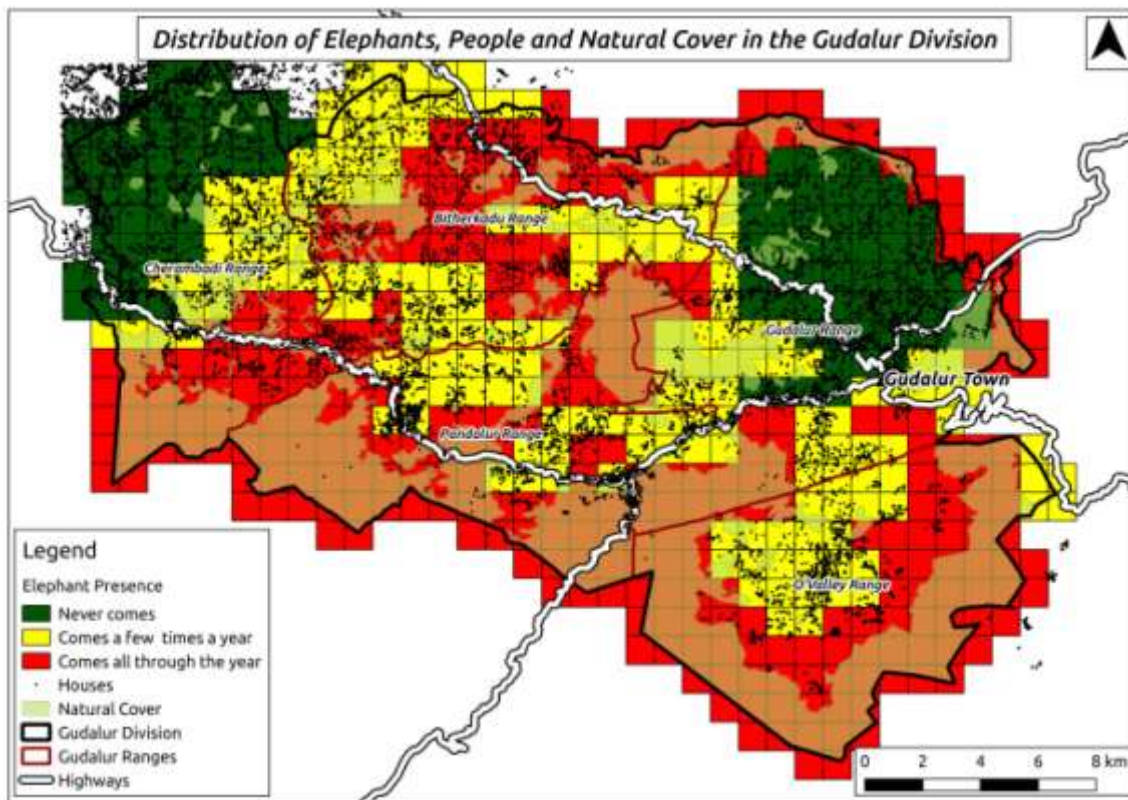 Distribution of Elephants, People and Natural Cover in the Gudalur Division
Bitherkadu Range
Cherambadi Range
Gudalur Range
Gudalur Town
Pandalur Range
O Valley Range
Legend
Elephant Presence
Never comes
Comes a few times a year
Comes all through the year
Houses
Natural Cover
Gudalur Division
Gudalur Ranges
Highways
0 2 4 6 8 km